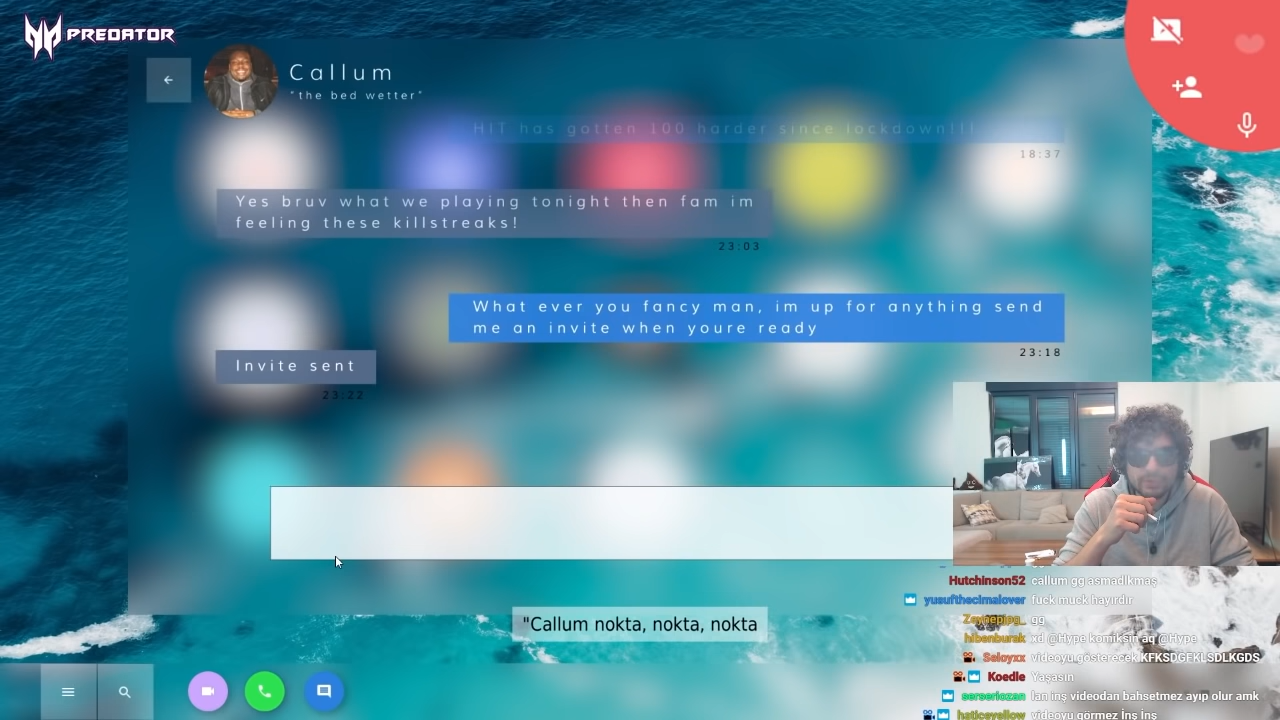 PREDATOR
Callum
"the bed wetter"
HIT has gotten 100 harder since lockdown!!!
18:37
Yes bruv what we playing tonight then fam im
feeling these killstreaks!
23:03
What ever you fancy man, im up for anything send
me an invite when youre ready
23:18
Invite sent
23:22
"Callum nokta, nokta, nokta
Hutchinson52 callum gg asmadıkmaş
yusufthecimalover fuck muck hayırdır
gg
hibenburak xd @Hype komiksin aq @Hype
Seloyxx videoyu gösterecek KFKSDGFKLSDLKGDS
Koedle Yaşasın
serseriozan lan inş videodan bahsetmez ayıp olur amk
haticeyellow videoyu görmez İnş İnş